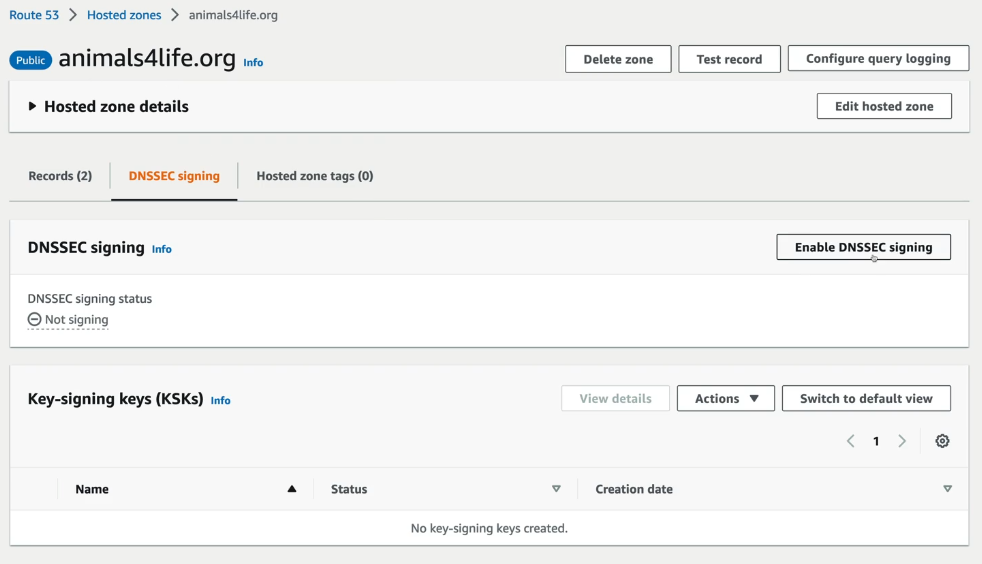 Route 53 > Hosted zones > animals4life.org
Public animals4life.org Info Delete zone Test record Configure query logging
Hosted zone details Edit hosted zone
Records (2) DNSSEC signing Hosted zone tags (0)
DNSSEC signing Info Enable DNSSEC signing
DNSSEC signing status
Not signing
Key-signing keys (KSKs) Info View details Actions Switch to default view
1
Name Status Creation date
No key-signing keys created.